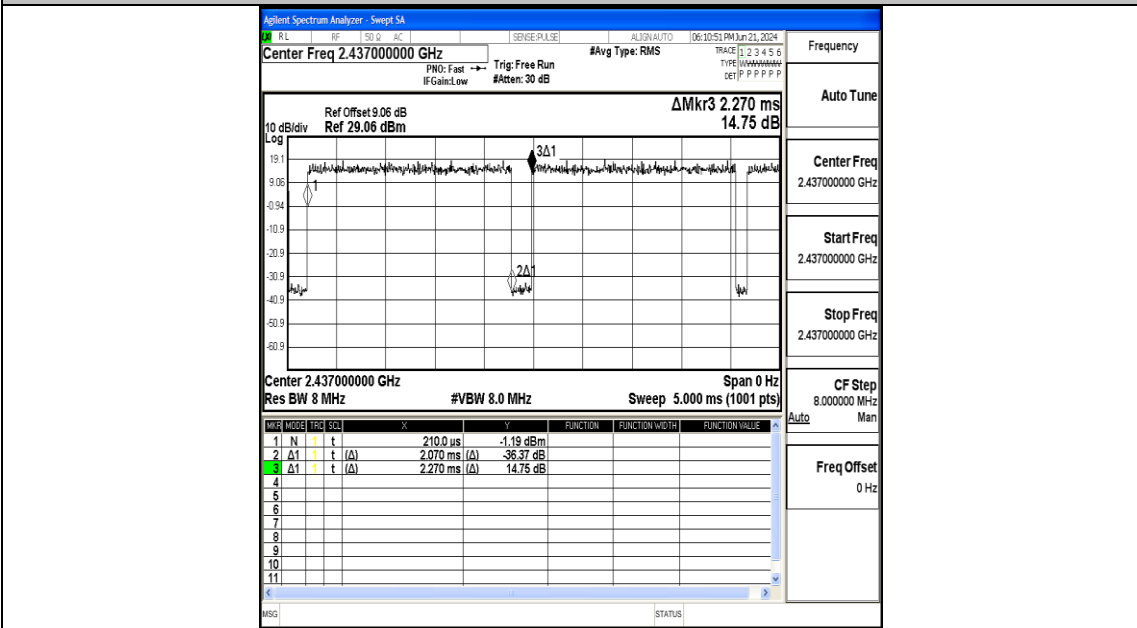 Agilent Spectrum Analyzer - Swept SA
RL RF 50 Ω AC SENSE:PULSE ALIGN AUTO 06:10:51 PM Jun 21, 2024
Center Freq 2.437000000 GHz #Avg Type: RMS TRACE 1 2 3 4 5 6
PNO: Fast Trig: Free Run TYPE
IFGain:Low #Atten: 30 dB DET P P P P P P
Frequency
Auto Tune
Ref Offset 9.06 dB ΔMkr3 2.270 ms
10 dB/div Ref 29.06 dBm 14.75 dB
Log
19.1
9.06
-0.94
-10.9
-20.9
-30.9
-40.9
-50.9
-60.9
1
2Δ1
3Δ1
Center 2.437000000 GHz Span 0 Hz
Res BW 8 MHz #VBW 8.0 MHz Sweep 5.000 ms (1001 pts)
MKR MODE TRC SCL X Y FUNCTION FUNCTION WIDTH FUNCTION VALUE
1 N 1 t 210.0 µs -1.19 dBm
2 Δ1 1 t (Δ) 2.070 ms (Δ) -36.37 dB
3 Δ1 1 t (Δ) 2.270 ms (Δ) 14.75 dB
4
5
6
7
8
9
10
11
MSG STATUS
Center Freq
2.437000000 GHz
Start Freq
2.437000000 GHz
Stop Freq
2.437000000 GHz
CF Step
8.000000 MHz
Auto Man
Freq Offset
0 Hz